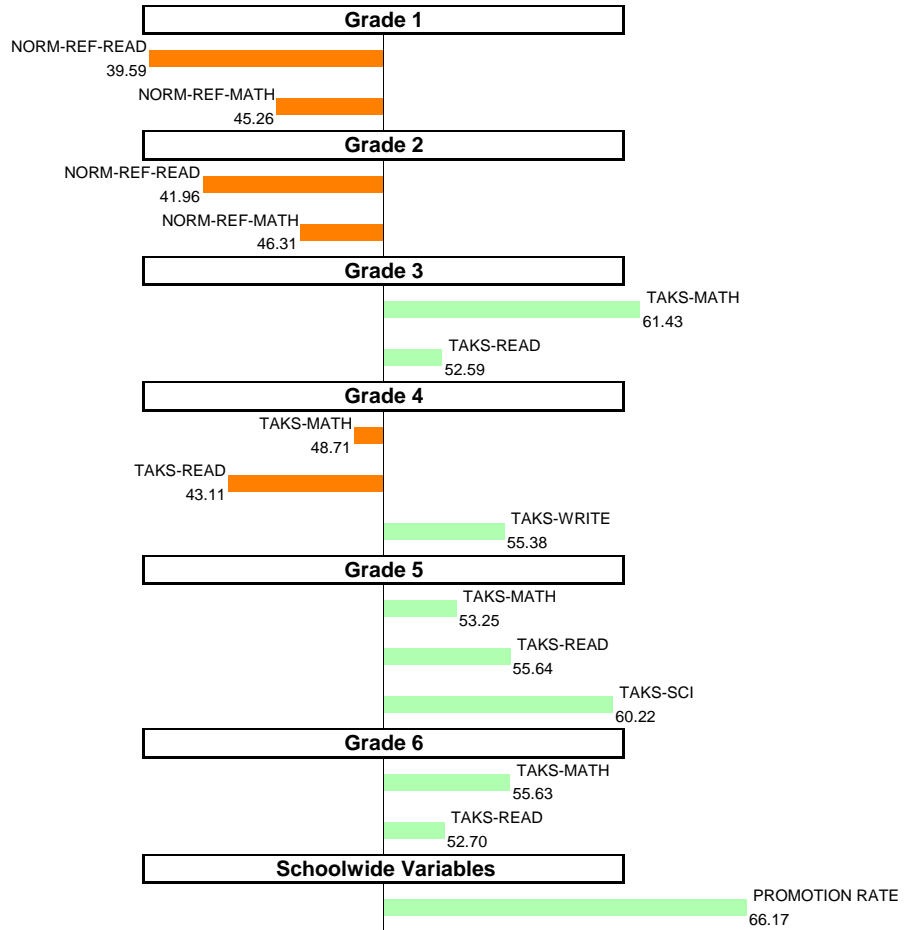 Grade 1
NORM-REF-READ
39.59
NORM-REF-MATH
45.26
Grade 2
NORM-REF-READ
41.96
NORM-REF-MATH
46.31
Grade 3
TAKS-MATH
61.43
TAKS-READ
52.59
Grade 4
TAKS-MATH
48.71
TAKS-READ
43.11
TAKS-WRITE
55.38
Grade 5
TAKS-MATH
53.25
TAKS-READ
55.64
TAKS-SCI
60.22
Grade 6
TAKS-MATH
55.63
TAKS-READ
52.70
Schoolwide Variables
PROMOTION RATE
66.17